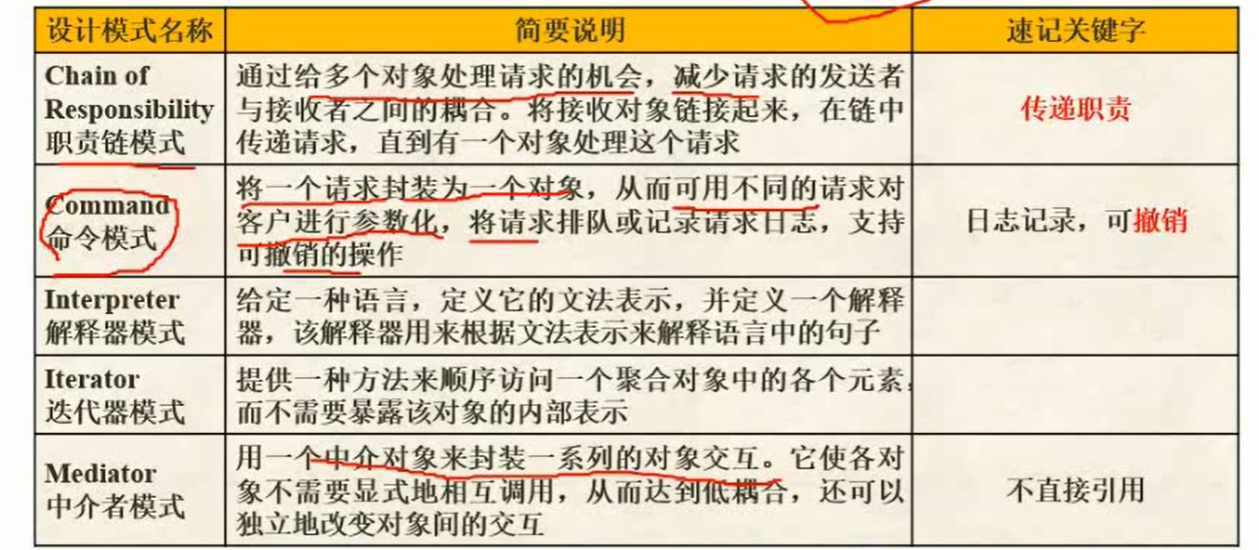 设计模式名称 简要说明 速记关键字
Chain of
Responsibility
职责链模式
通过给多个对象处理请求的机会，减少请求的发送者
与接收者之间的耦合。将接收对象链接起来，在链中
传递请求，直到有一个对象处理这个请求
传递职责
Command
命令模式
将一个请求封装为一个对象，从而可用不同的请求对
客户进行参数化，将请求排队或记录请求日志，支持
可撤销的操作
日志记录，可撤销
Interpreter
解释器模式
给定一种语言，定义它的文法表示，并定义一个解释
器，该解释器用来根据文法表示来解释语言中的句子
Iterator
迭代器模式
提供一种方法来顺序访问一个聚合对象中的各个元素，
而不需要暴露该对象的内部表示
Mediator
中介者模式
用一个中介对象来封装一系列的对象交互。它使各对
象不需要显式地相互调用，从而达到低耦合，还可以
独立地改变对象间的交互
不直接引用